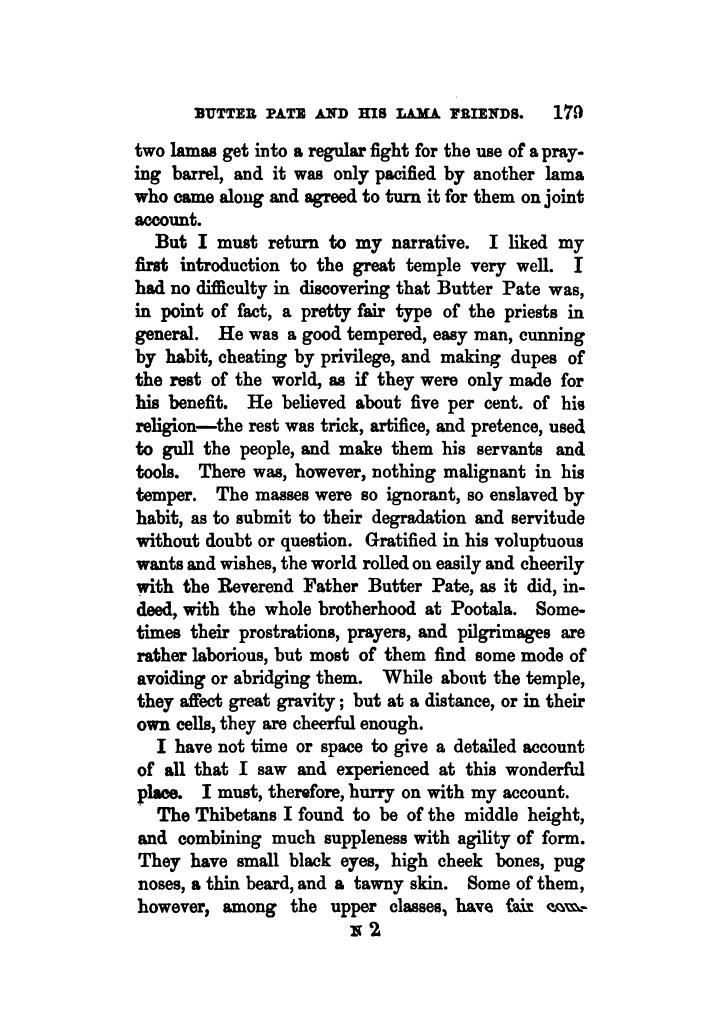 BUTTER PATE AND HIS LAMA FRIENDS. 179
two lamas get into a regular fight for the use of a pray-
ing barrel, and it was only pacified by another lama
who came along and agreed to turn it for them on joint
account.
But I must return to my narrative. I liked my
first introduction to the great temple very well. I
had no difficulty in discovering that Butter Pate was,
in point of fact, a pretty fair type of the priests in
general. He was a good tempered, easy man, cunning
by habit, cheating by privilege, and making dupes of
the rest of the world, as if they were only made for
his benefit. He believed about five per cent. of his
religion—the rest was trick, artifice, and pretence, used
to gull the people, and make them his servants and
tools. There was, however, nothing malignant in his
temper. The masses were so ignorant, so enslaved by
habit, as to submit to their degradation and servitude
without doubt or question. Gratified in his voluptuous
wants and wishes, the world rolled on easily and cheerily
with the Reverend Father Butter Pate, as it did, in-
deed, with the whole brotherhood at Pootala. Some-
times their prostrations, prayers, and pilgrimages are
rather laborious, but most of them find some mode of
avoiding or abridging them. While about the temple,
they affect great gravity; but at a distance, or in their
own cells, they are cheerful enough.
I have not time or space to give a detailed account
of all that I saw and experienced at this wonderful
place. I must, therefore, hurry on with my account.
The Thibetans I found to be of the middle height,
and combining much suppleness with agility of form.
They have small black eyes, high cheek bones, pug
noses, a thin beard, and a tawny skin. Some of them,
however, among the upper classes, have fair com-
N 2